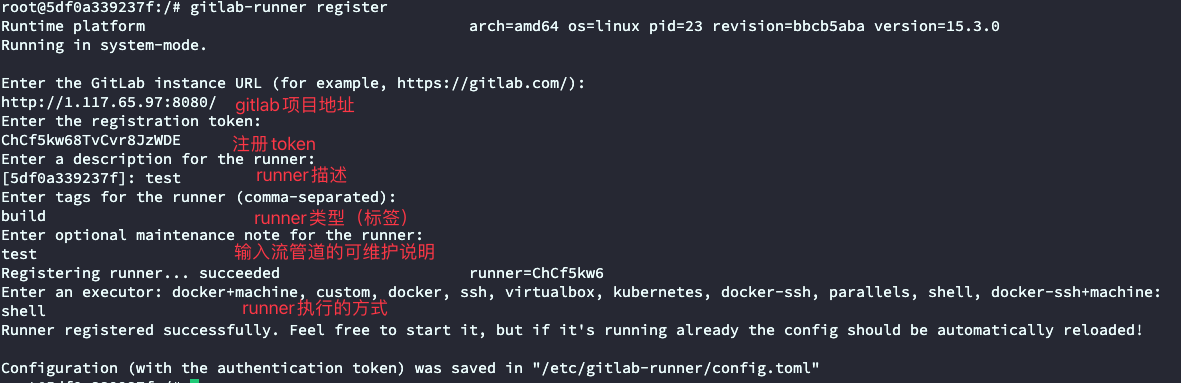 root@5df0a339237f:/# gitlab-runner register
Runtime platform arch=amd64 os=linux pid=23 revision=bbcb5aba version=15.3.0
Running in system-mode.
Enter the GitLab instance URL (for example, https://gitlab.com/):
http://1.117.65.97:8080/ gitlab项目地址
Enter the registration token:
ChCf5kw68TvCvr8JzWDE 注册token
Enter a description for the runner:
[5df0a339237f]: test runner描述
Enter tags for the runner (comma-separated):
build runner类型（标签）
Enter optional maintenance note for the runner:
test 输入流管道的可维护说明
Registering runner... succeeded runner=ChCf5kw6
Enter an executor: docker+machine, custom, docker, ssh, virtualbox, kubernetes, docker-ssh, parallels, shell, docker-ssh+machine:
shell runner执行的方式
Runner registered successfully. Feel free to start it, but if it's running already the config should be automatically reloaded!
Configuration (with the authentication token) was saved in "/etc/gitlab-runner/config.toml"